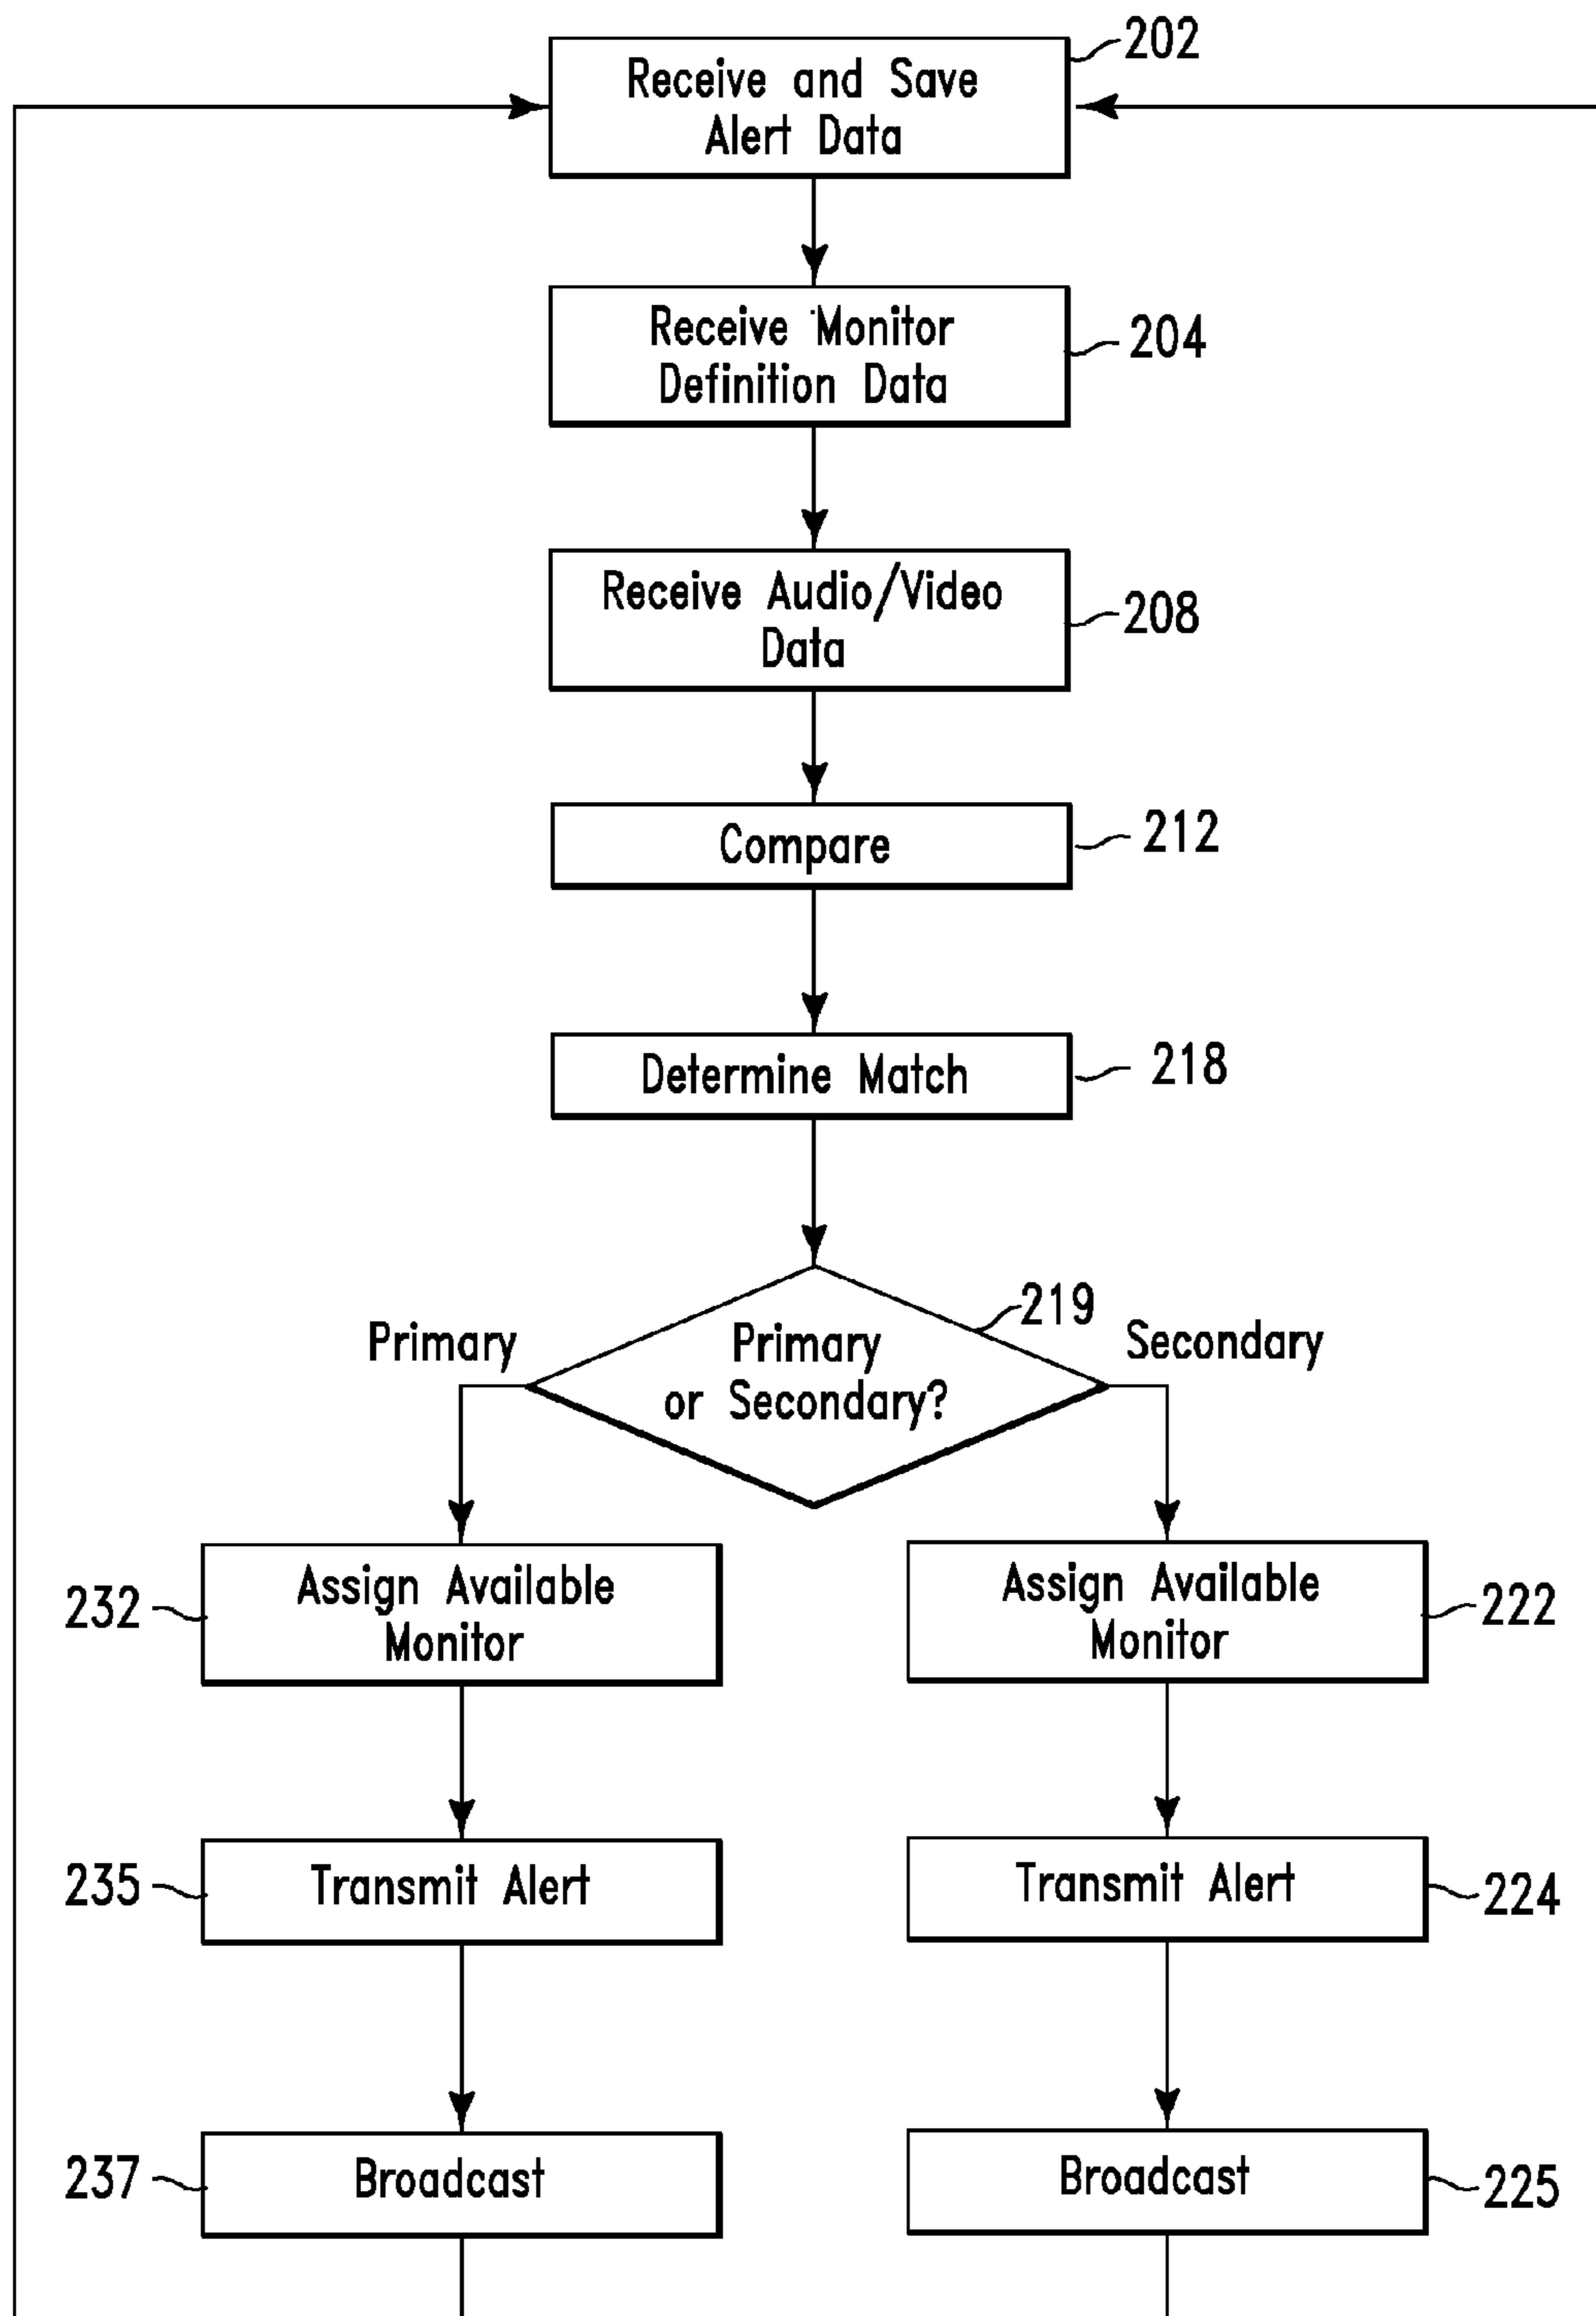 202
Receive and Save
Alert Data
Receive Monitor
Definition Data
204
Receive Audio/Video
Data
208
Compare
212
Determine Match
218
219
Primary
Primary
or Secondary?
Secondary
Assign Available
Monitor
232
Assign Available
Monitor
222
235
Transmit Alert
Transmit Alert
224
237
Broadcast
Broadcast
225